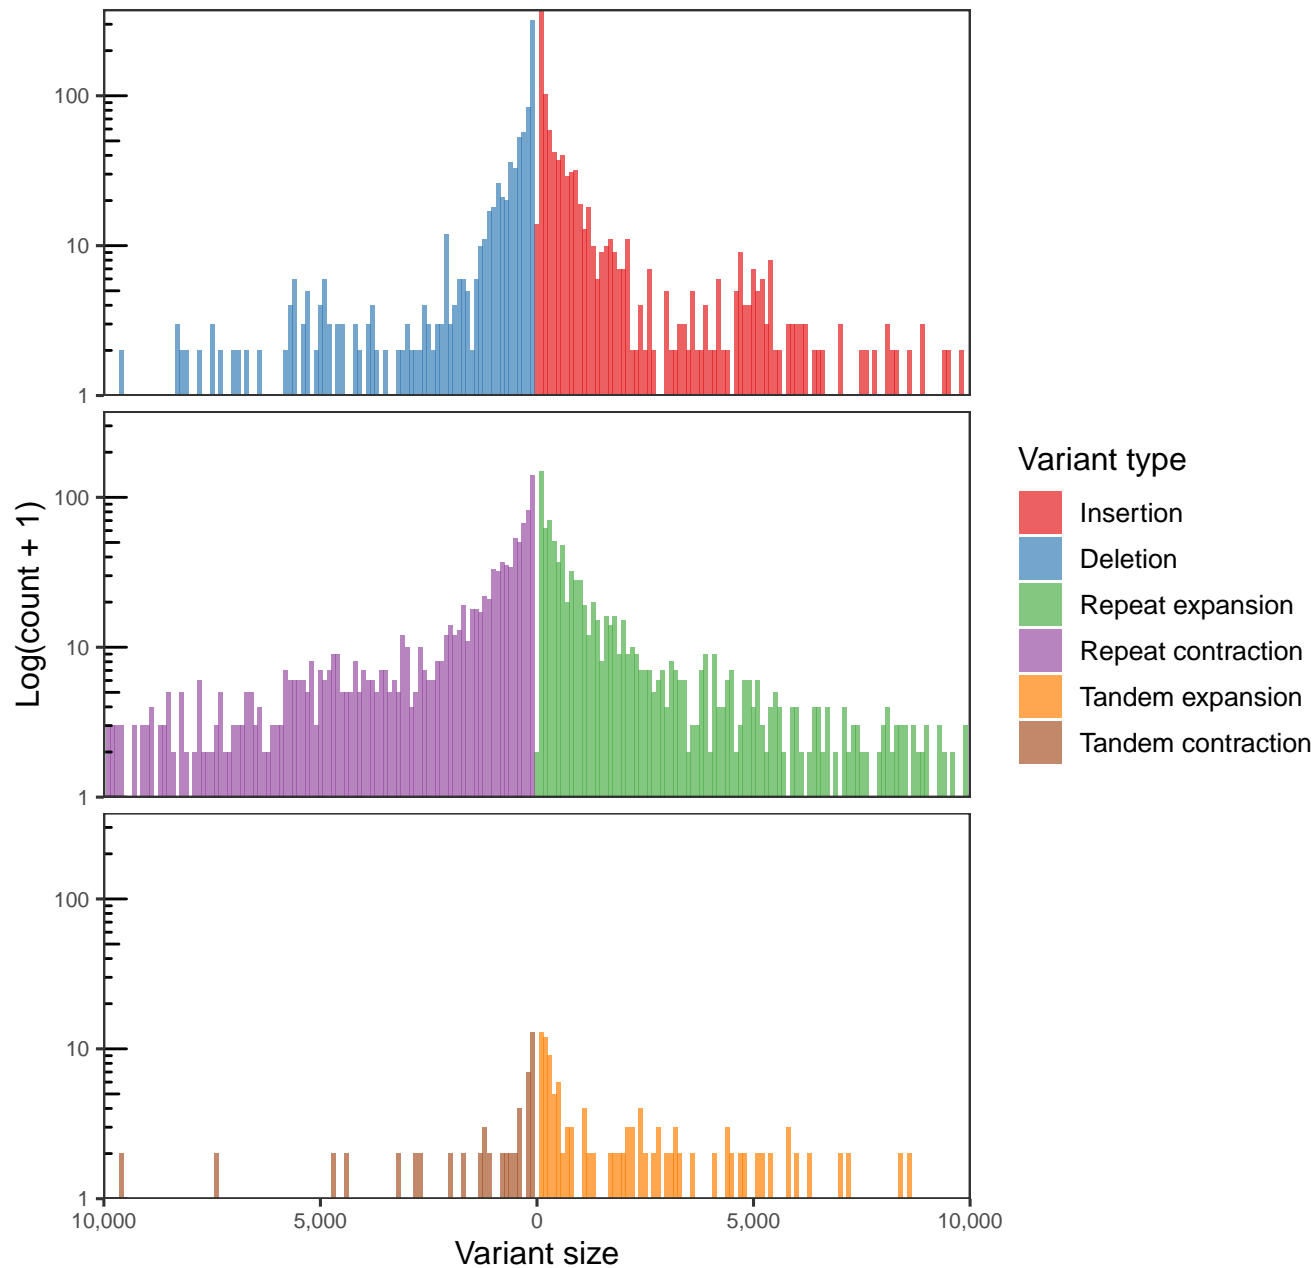 100
10
1
100
10
1
100
10
1
10,000 5,000 0 5,000 10,000
Variant size
Log(count + 1)
Variant type
Insertion
Deletion
Repeat expansion
Repeat contraction
Tandem expansion
Tandem contraction